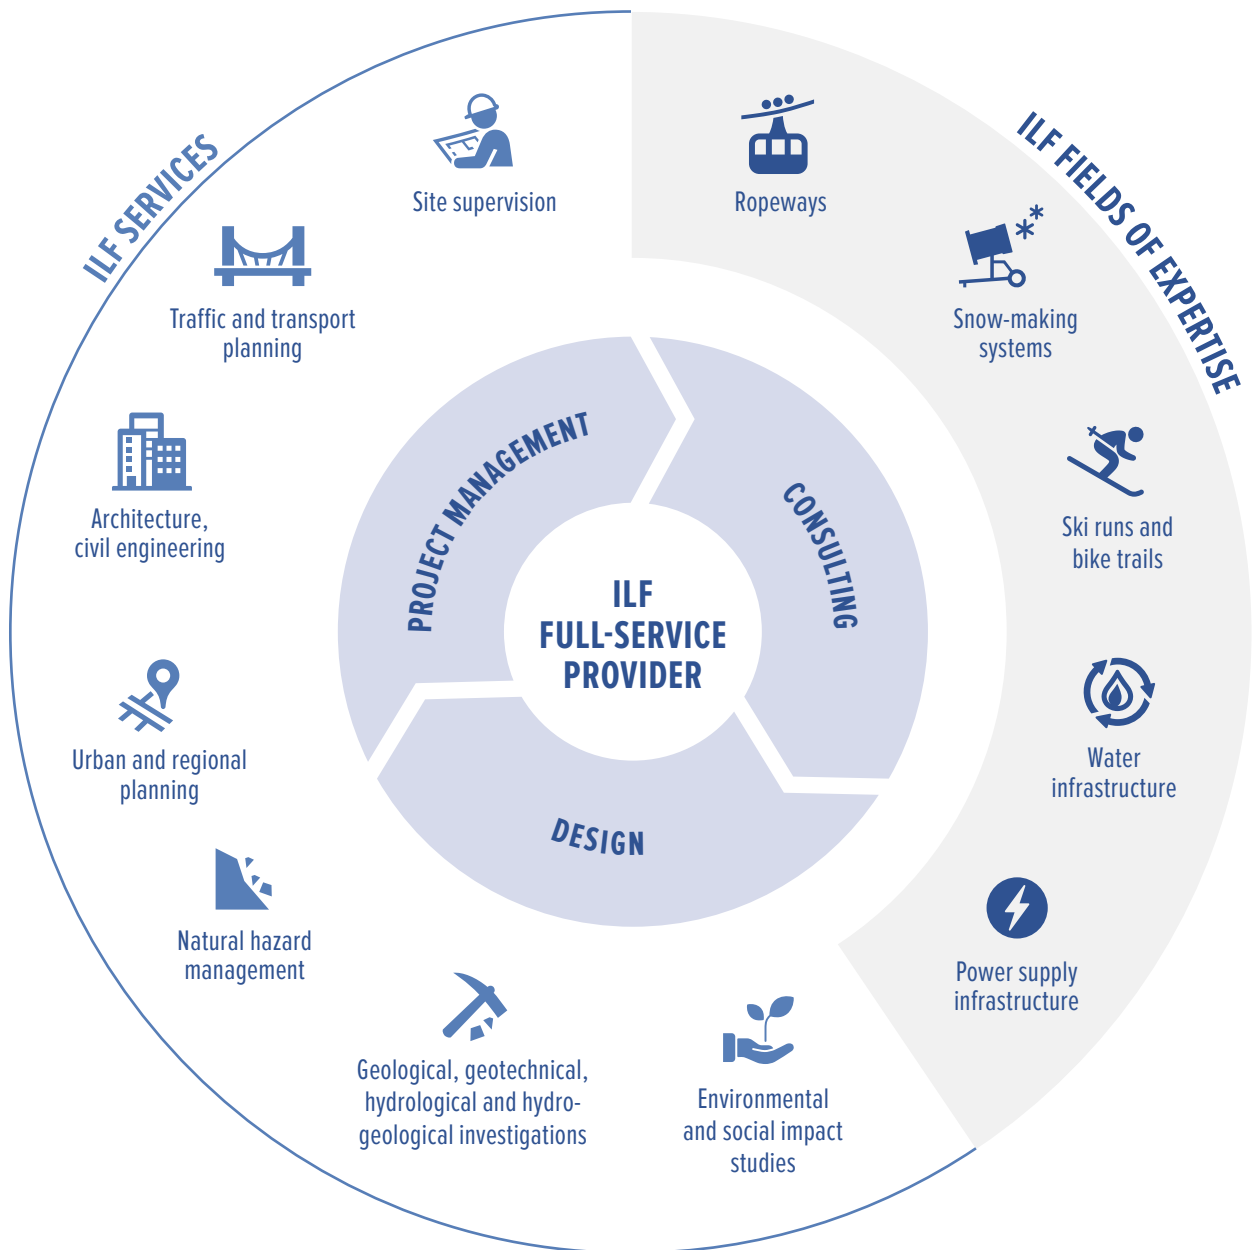 ILF SERVICES
Site supervision
Traffic and transport
planning
Architecture,
civil engineering
Urban and regional
planning
Natural hazard
management
Geological, geotechnical,
hydrological and hydro-
geological investigations
Environmental
and social impact
studies
ILF FIELDS OF EXPERTISE
Ropeways
Snow-making
systems
Ski runs and
bike trails
Water
infrastructure
Power supply
infrastructure
PROJECT MANAGEMENT
CONSULTING
DESIGN
ILF
FULL-SERVICE
PROVIDER